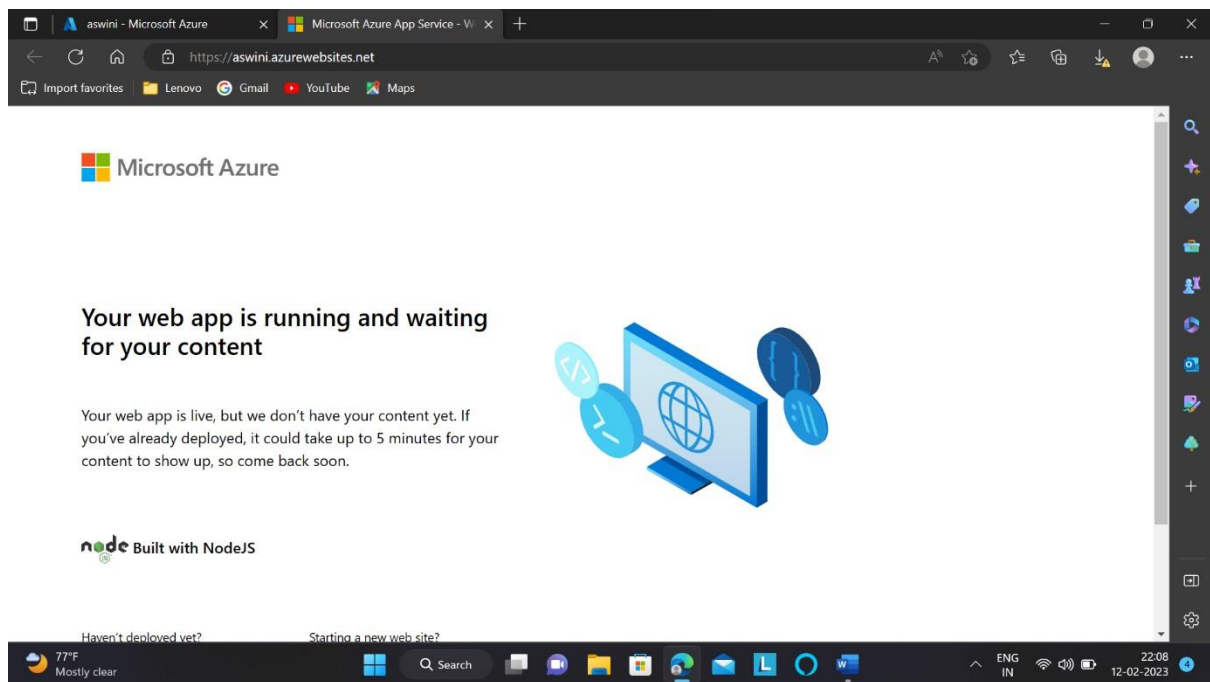 aswini - Microsoft Azure
Microsoft Azure App Service - W
https://aswini.azurewebsites.net
Import favorites
Lenovo
Gmail
YouTube
Maps
Microsoft Azure
Your web app is running and waiting
for your content
Your web app is live, but we don't have your content yet. If
you've already deployed, it could take up to 5 minutes for your
content to show up, so come back soon.
</>
>_
{ }
:\\
node
JS
Built with NodeJS
Haven't deployed yet?
Starting a new web site?
77°F
Mostly clear
Search
L
W
ENG
IN
22:08
12-02-2023
4